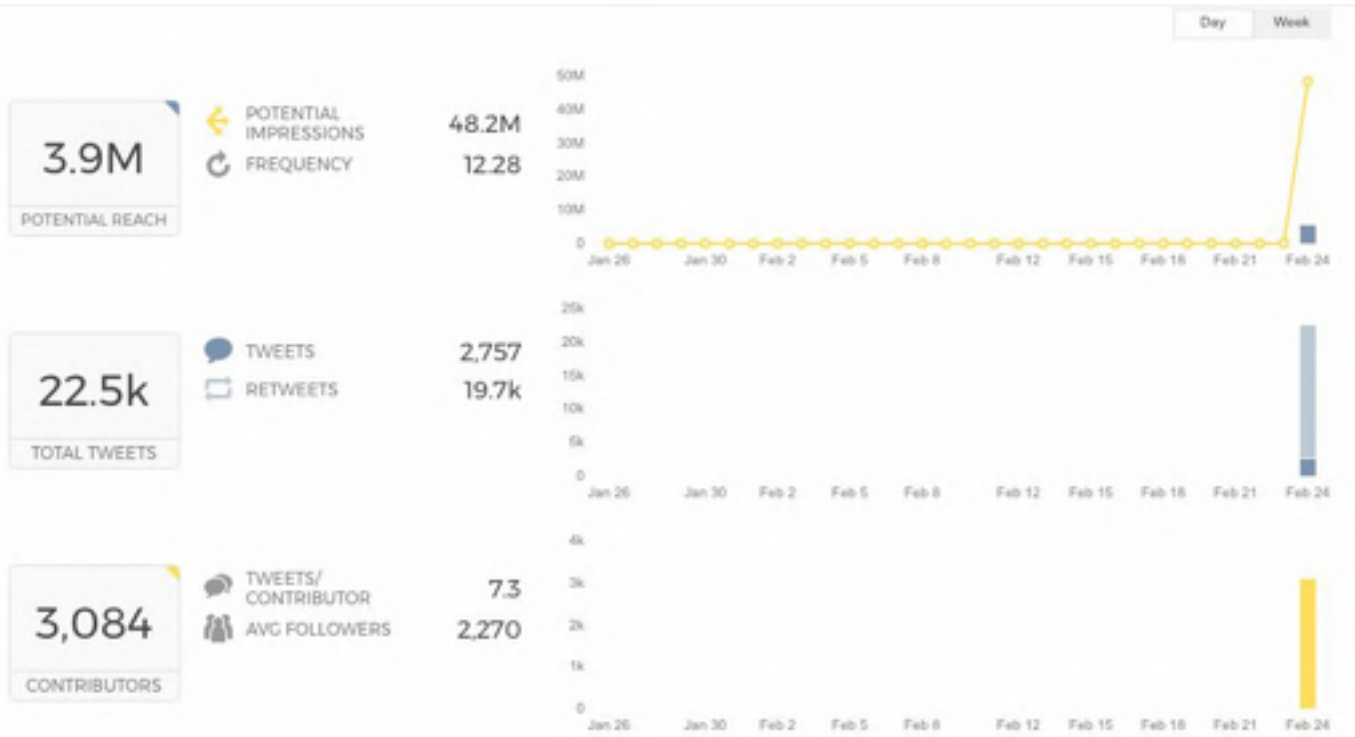 Day Week
3.9M
POTENTIAL REACH
POTENTIAL
IMPRESSIONS 48.2M
FREQUENCY 12.28
50M
40M
30M
20M
10M
0
Jan 26 Jan 30 Feb 2 Feb 5 Feb 8 Feb 12 Feb 15 Feb 18 Feb 21 Feb 24
22.5k
TOTAL TWEETS
TWEETS 2,757
RETWEETS 19.7k
25k
20k
15k
10k
5k
0
Jan 26 Jan 30 Feb 2 Feb 5 Feb 8 Feb 12 Feb 15 Feb 18 Feb 21 Feb 24
3,084
CONTRIBUTORS
TWEETS/
CONTRIBUTOR 7.3
AVG FOLLOWERS 2,270
4k
3k
2k
1k
0
Jan 26 Jan 30 Feb 2 Feb 5 Feb 8 Feb 12 Feb 15 Feb 18 Feb 21 Feb 24